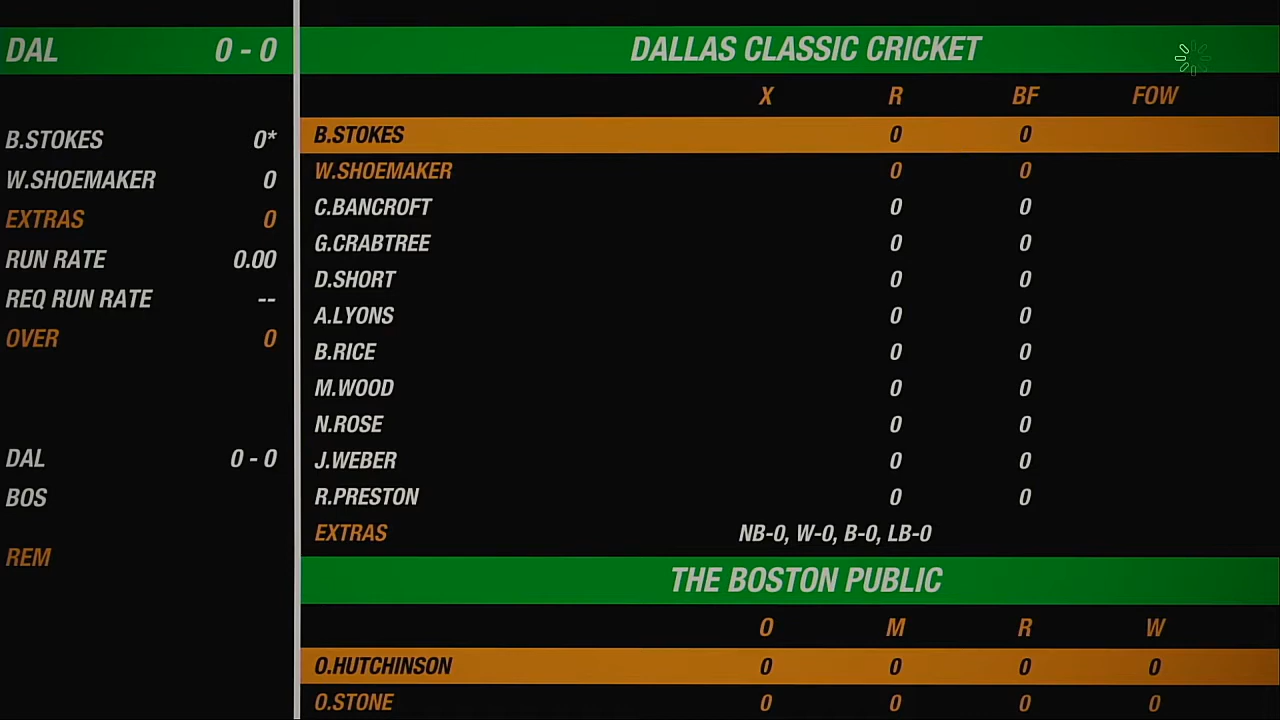 DAL 0 - 0
B.STOKES 0*
W.SHOEMAKER 0
EXTRAS 0
RUN RATE 0.00
REQ RUN RATE --
OVER 0
DAL 0 - 0
BOS
REM
DALLAS CLASSIC CRICKET
X R BF FOW
B.STOKES 0 0
W.SHOEMAKER 0 0
C.BANCROFT 0 0
G.CRABTREE 0 0
D.SHORT 0 0
A.LYONS 0 0
B.RICE 0 0
M.WOOD 0 0
N.ROSE 0 0
J.WEBER 0 0
R.PRESTON 0 0
EXTRAS NB-0, W-0, B-0, LB-0
THE BOSTON PUBLIC
O M R W
O.HUTCHINSON 0 0 0 0
O.STONE 0 0 0 0